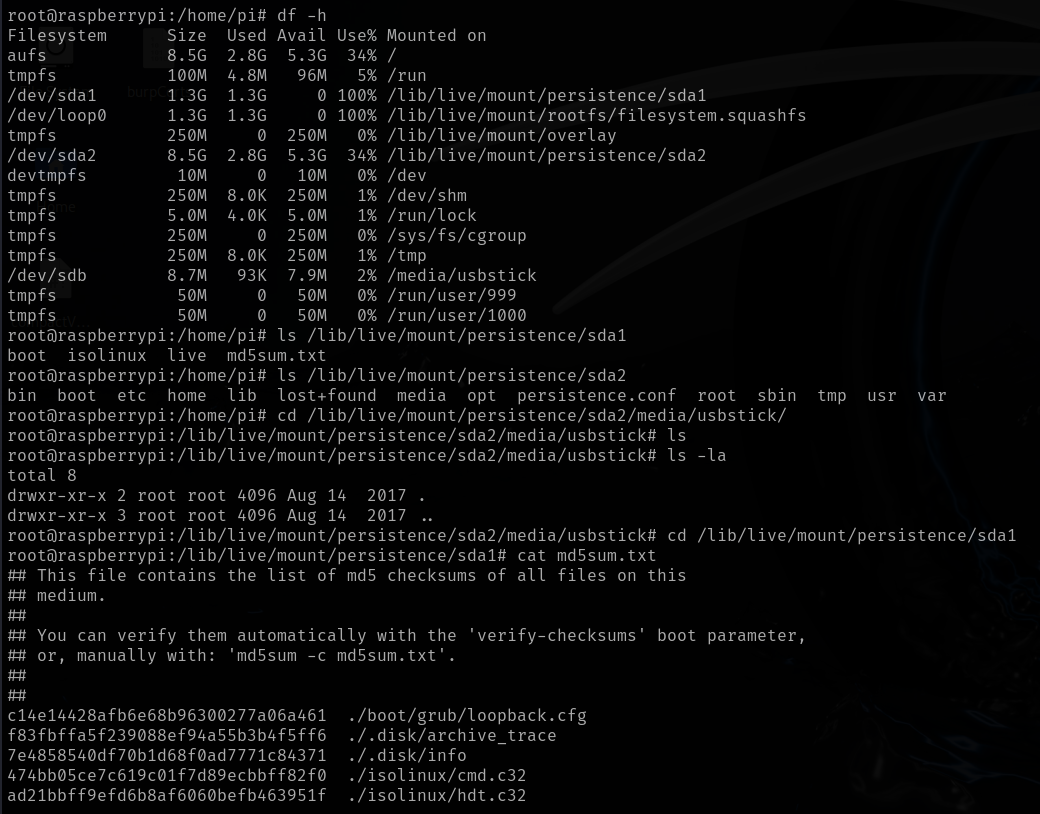 root@raspberrypi:/home/pi# df -h
Filesystem      Size  Used Avail Use% Mounted on
aufs            8.5G  2.8G  5.3G  34% /
tmpfs           100M  4.8M   96M   5% /run
/dev/sda1       1.3G  1.3G     0 100% /lib/live/mount/persistence/sda1
/dev/loop0      1.3G  1.3G     0 100% /lib/live/mount/rootfs/filesystem.squashfs
tmpfs           250M     0  250M   0% /lib/live/mount/overlay
/dev/sda2       8.5G  2.8G  5.3G  34% /lib/live/mount/persistence/sda2
devtmpfs         10M     0   10M   0% /dev
tmpfs           250M  8.0K  250M   1% /dev/shm
tmpfs           5.0M  4.0K  5.0M   1% /run/lock
tmpfs           250M     0  250M   0% /sys/fs/cgroup
tmpfs           250M  8.0K  250M   1% /tmp
/dev/sdb        8.7M   93K  7.9M   2% /media/usbstick
tmpfs            50M     0   50M   0% /run/user/999
tmpfs            50M     0   50M   0% /run/user/1000
root@raspberrypi:/home/pi# ls /lib/live/mount/persistence/sda1
boot  isolinux  live  md5sum.txt
root@raspberrypi:/home/pi# ls /lib/live/mount/persistence/sda2
bin  boot  etc  home  lib  lost+found  media  opt  persistence.conf  root  sbin  tmp  usr  var
root@raspberrypi:/home/pi# cd /lib/live/mount/persistence/sda2/media/usbstick/
root@raspberrypi:/lib/live/mount/persistence/sda2/media/usbstick# ls
root@raspberrypi:/lib/live/mount/persistence/sda2/media/usbstick# ls -la
total 8
drwxr-xr-x 2 root root 4096 Aug 14  2017 .
drwxr-xr-x 3 root root 4096 Aug 14  2017 ..
root@raspberrypi:/lib/live/mount/persistence/sda2/media/usbstick# cd /lib/live/mount/persistence/sda1
root@raspberrypi:/lib/live/mount/persistence/sda1# cat md5sum.txt
## This file contains the list of md5 checksums of all files on this
## medium.
##
## You can verify them automatically with the 'verify-checksums' boot parameter,
## or, manually with: 'md5sum -c md5sum.txt'.
##
##
c14e14428afb6e68b96300277a06a461  ./boot/grub/loopback.cfg
f83fbffa5f239088ef94a55b3b4f5ff6  ./.disk/archive_trace
7e4858540df70b1d68f0ad7771c84371  ./.disk/info
474bb05ce7c619c01f7d89ecbbff82f0  ./isolinux/cmd.c32
ad21bbff9efd6b8af6060befb463951f  ./isolinux/hdt.c32